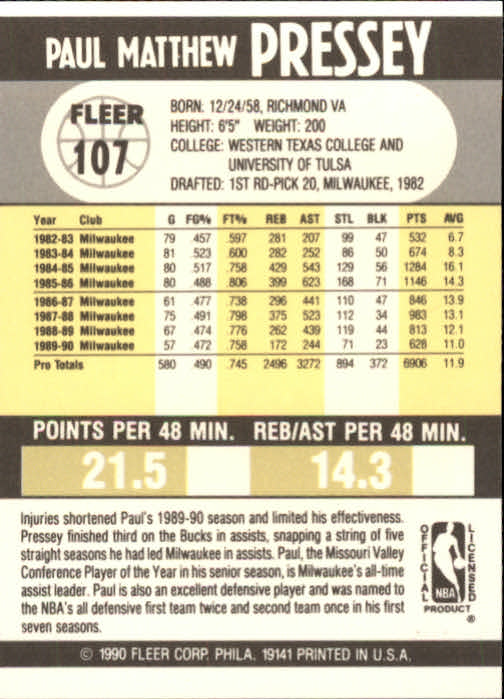 PAUL MATTHEW PRESSEY
FLEER
107
BORN: 12/24/58, RICHMOND VA
HEIGHT: 6'5" WEIGHT: 200
COLLEGE: WESTERN TEXAS COLLEGE AND
UNIVERSITY OF TULSA
DRAFTED: 1ST RD-PICK 20, MILWAUKEE, 1982
Year Club G FG% FT% REB AST STL BLK PTS AVG
1982-83 Milwaukee 79 .457 .597 281 207 99 47 532 6.7
1983-84 Milwaukee 81 .523 .600 282 252 86 50 674 8.3
1984-85 Milwaukee 80 .517 .758 429 543 129 56 1284 16.1
1985-86 Milwaukee 80 .488 .806 399 623 168 71 1146 14.3
1986-87 Milwaukee 61 .477 .738 296 441 110 47 846 13.9
1987-88 Milwaukee 75 .491 .798 375 523 112 34 983 13.1
1988-89 Milwaukee 67 .474 .776 262 439 119 44 813 12.1
1989-90 Milwaukee 57 .472 .758 172 244 71 23 628 11.0
Pro Totals 580 .490 .745 2496 3272 894 372 6906 11.9
POINTS PER 48 MIN. REB/AST PER 48 MIN.
21.5 14.3
Injuries shortened Paul's 1989-90 season and limited his effectiveness.
Pressey finished third on the Bucks in assists, snapping a string of five
straight seasons he had led Milwaukee in assists. Paul, the Missouri Valley
Conference Player of the Year in his senior season, is Milwaukee's all-time
assist leader. Paul is also an excellent defensive player and was named to
the NBA's all defensive first team twice and second team once in his first
seven seasons.
OFFICIAL LICENSED
NBA
PRODUCT ®
© 1990 FLEER CORP. PHILA. 19141 PRINTED IN U.S.A.